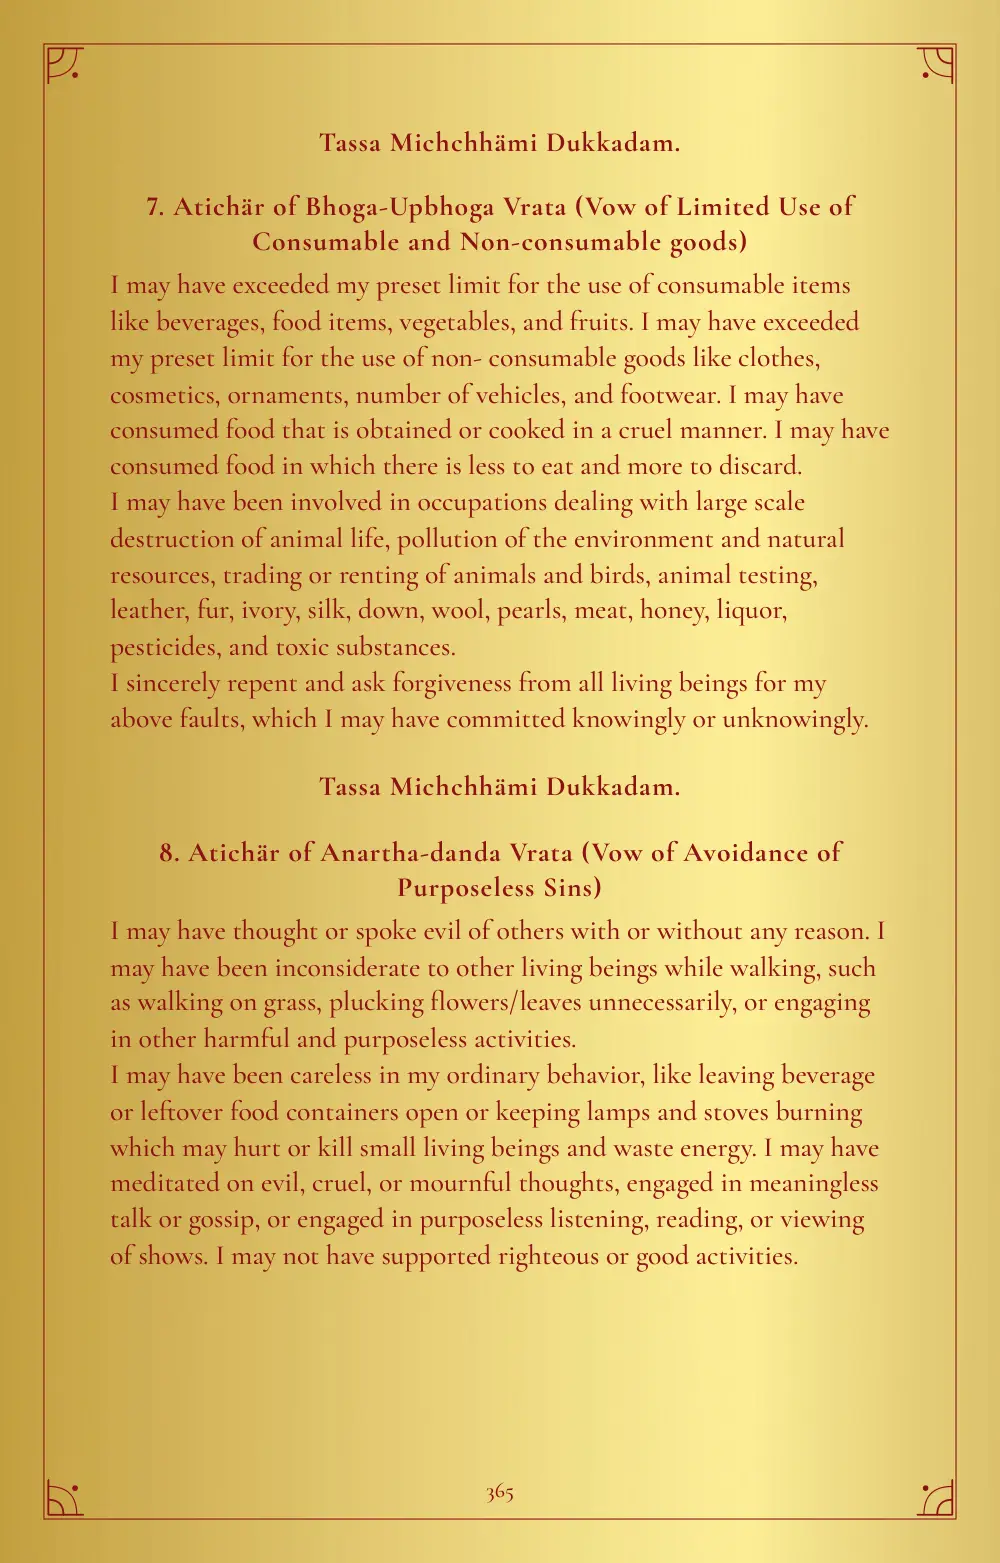 Tassa Michchhämi Dukkadam.
7. Atichär of Bhoga-Upbhoga Vrata (Vow of Limited Use of
Consumable and Non-consumable goods)
I may have exceeded my preset limit for the use of consumable items
like beverages, food items, vegetables, and fruits. I may have exceeded
my preset limit for the use of non- consumable goods like clothes,
cosmetics, ornaments, number of vehicles, and footwear. I may have
consumed food that is obtained or cooked in a cruel manner. I may have
consumed food in which there is less to eat and more to discard.
I may have been involved in occupations dealing with large scale
destruction of animal life, pollution of the environment and natural
resources, trading or renting of animals and birds, animal testing,
leather, fur, ivory, silk, down, wool, pearls, meat, honey, liquor,
pesticides, and toxic substances.
I sincerely repent and ask forgiveness from all living beings for my
above faults, which I may have committed knowingly or unknowingly.
Tassa Michchhämi Dukkadam.
8. Atichär of Anartha-danda Vrata (Vow of Avoidance of
Purposeless Sins)
I may have thought or spoke evil of others with or without any reason. I
may have been inconsiderate to other living beings while walking, such
as walking on grass, plucking flowers/leaves unnecessarily, or engaging
in other harmful and purposeless activities.
I may have been careless in my ordinary behavior, like leaving beverage
or leftover food containers open or keeping lamps and stoves burning
which may hurt or kill small living beings and waste energy. I may have
meditated on evil, cruel, or mournful thoughts, engaged in meaningless
talk or gossip, or engaged in purposeless listening, reading, or viewing
of shows. I may not have supported righteous or good activities.
365